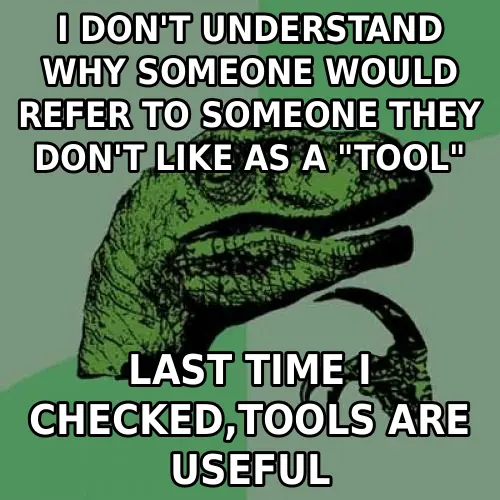 I DON'T UNDERSTAND
WHY SOMEONE WOULD
REFER TO SOMEONE THEY
DON'T LIKE AS A "TOOL"
LAST TIME I
CHECKED,TOOLS ARE
USEFUL